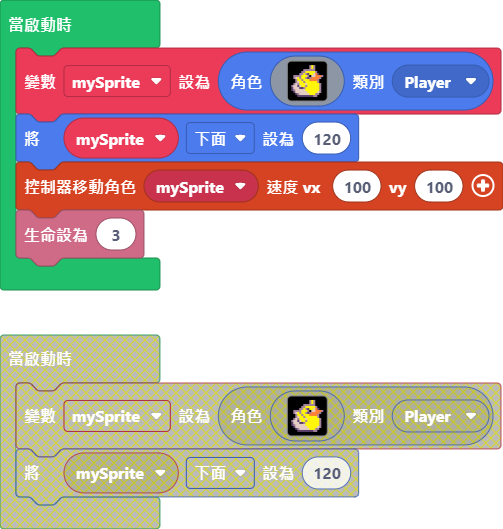 當啟動時
變數 mySprite 設為 角色 類別 Player
將 mySprite 下面 設為 120
控制器移動角色 mySprite 速度 vx 100 vy 100
生命設為 3
當啟動時
變數 mySprite 設為 角色 類別 Player
將 mySprite 下面 設為 120